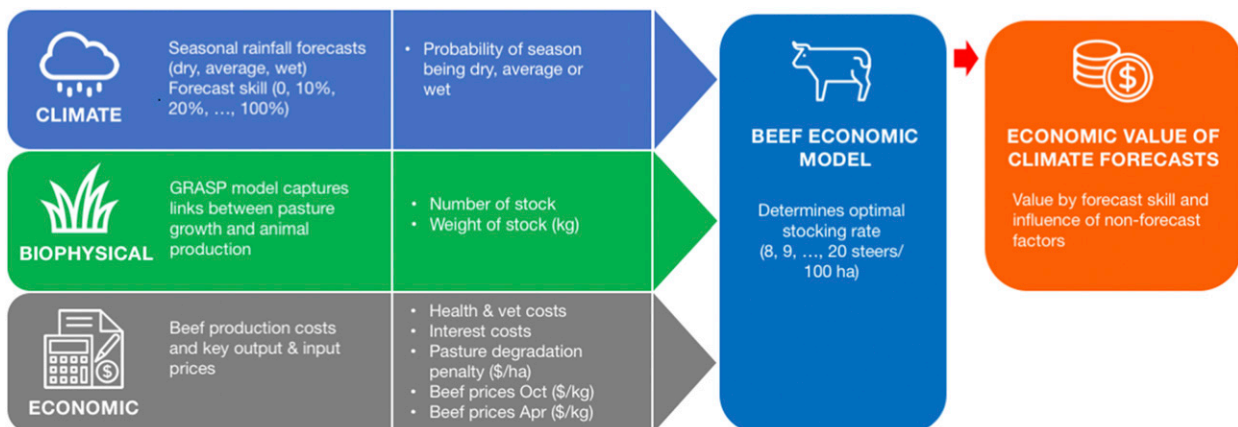 CLIMATE
Seasonal rainfall forecasts
(dry, average, wet)
Forecast skill (0, 10%,
20%, ..., 100%)
• Probability of season
being dry, average or
wet
BIOPHYSICAL
GRASP model captures
links between pasture
growth and animal
production
• Number of stock
• Weight of stock (kg)
ECONOMIC
Beef production costs
and key output & input
prices
• Health & vet costs
• Interest costs
• Pasture degradation
penalty ($/ha)
• Beef prices Oct ($/kg)
• Beef prices Apr ($/kg)
BEEF ECONOMIC
MODEL
Determines optimal
stocking rate
(8, 9, ..., 20 steers/
100 ha)
$
ECONOMIC VALUE OF
CLIMATE FORECASTS
Value by forecast skill and
influence of non-forecast
factors